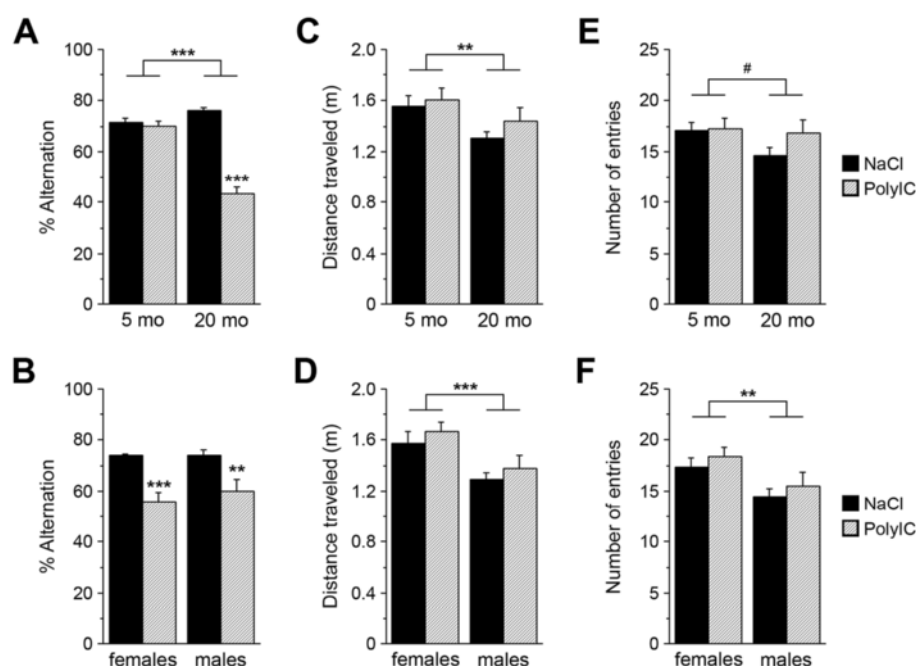 A
% Alternation
100
80
60
40
20
0
***
***
5 mo
20 mo
C
Distance traveled (m)
2.0
1.6
1.2
0.8
0.4
0
**
5 mo
20 mo
E
Number of entries
25
20
15
10
5
0
#
5 mo
20 mo
NaCl
PolyIC
B
% Alternation
100
80
60
40
20
0
***
**
females
males
D
Distance traveled (m)
2.0
1.6
1.2
0.8
0.4
0
***
females
males
F
Number of entries
25
20
15
10
5
0
**
females
males
NaCl
PolyIC